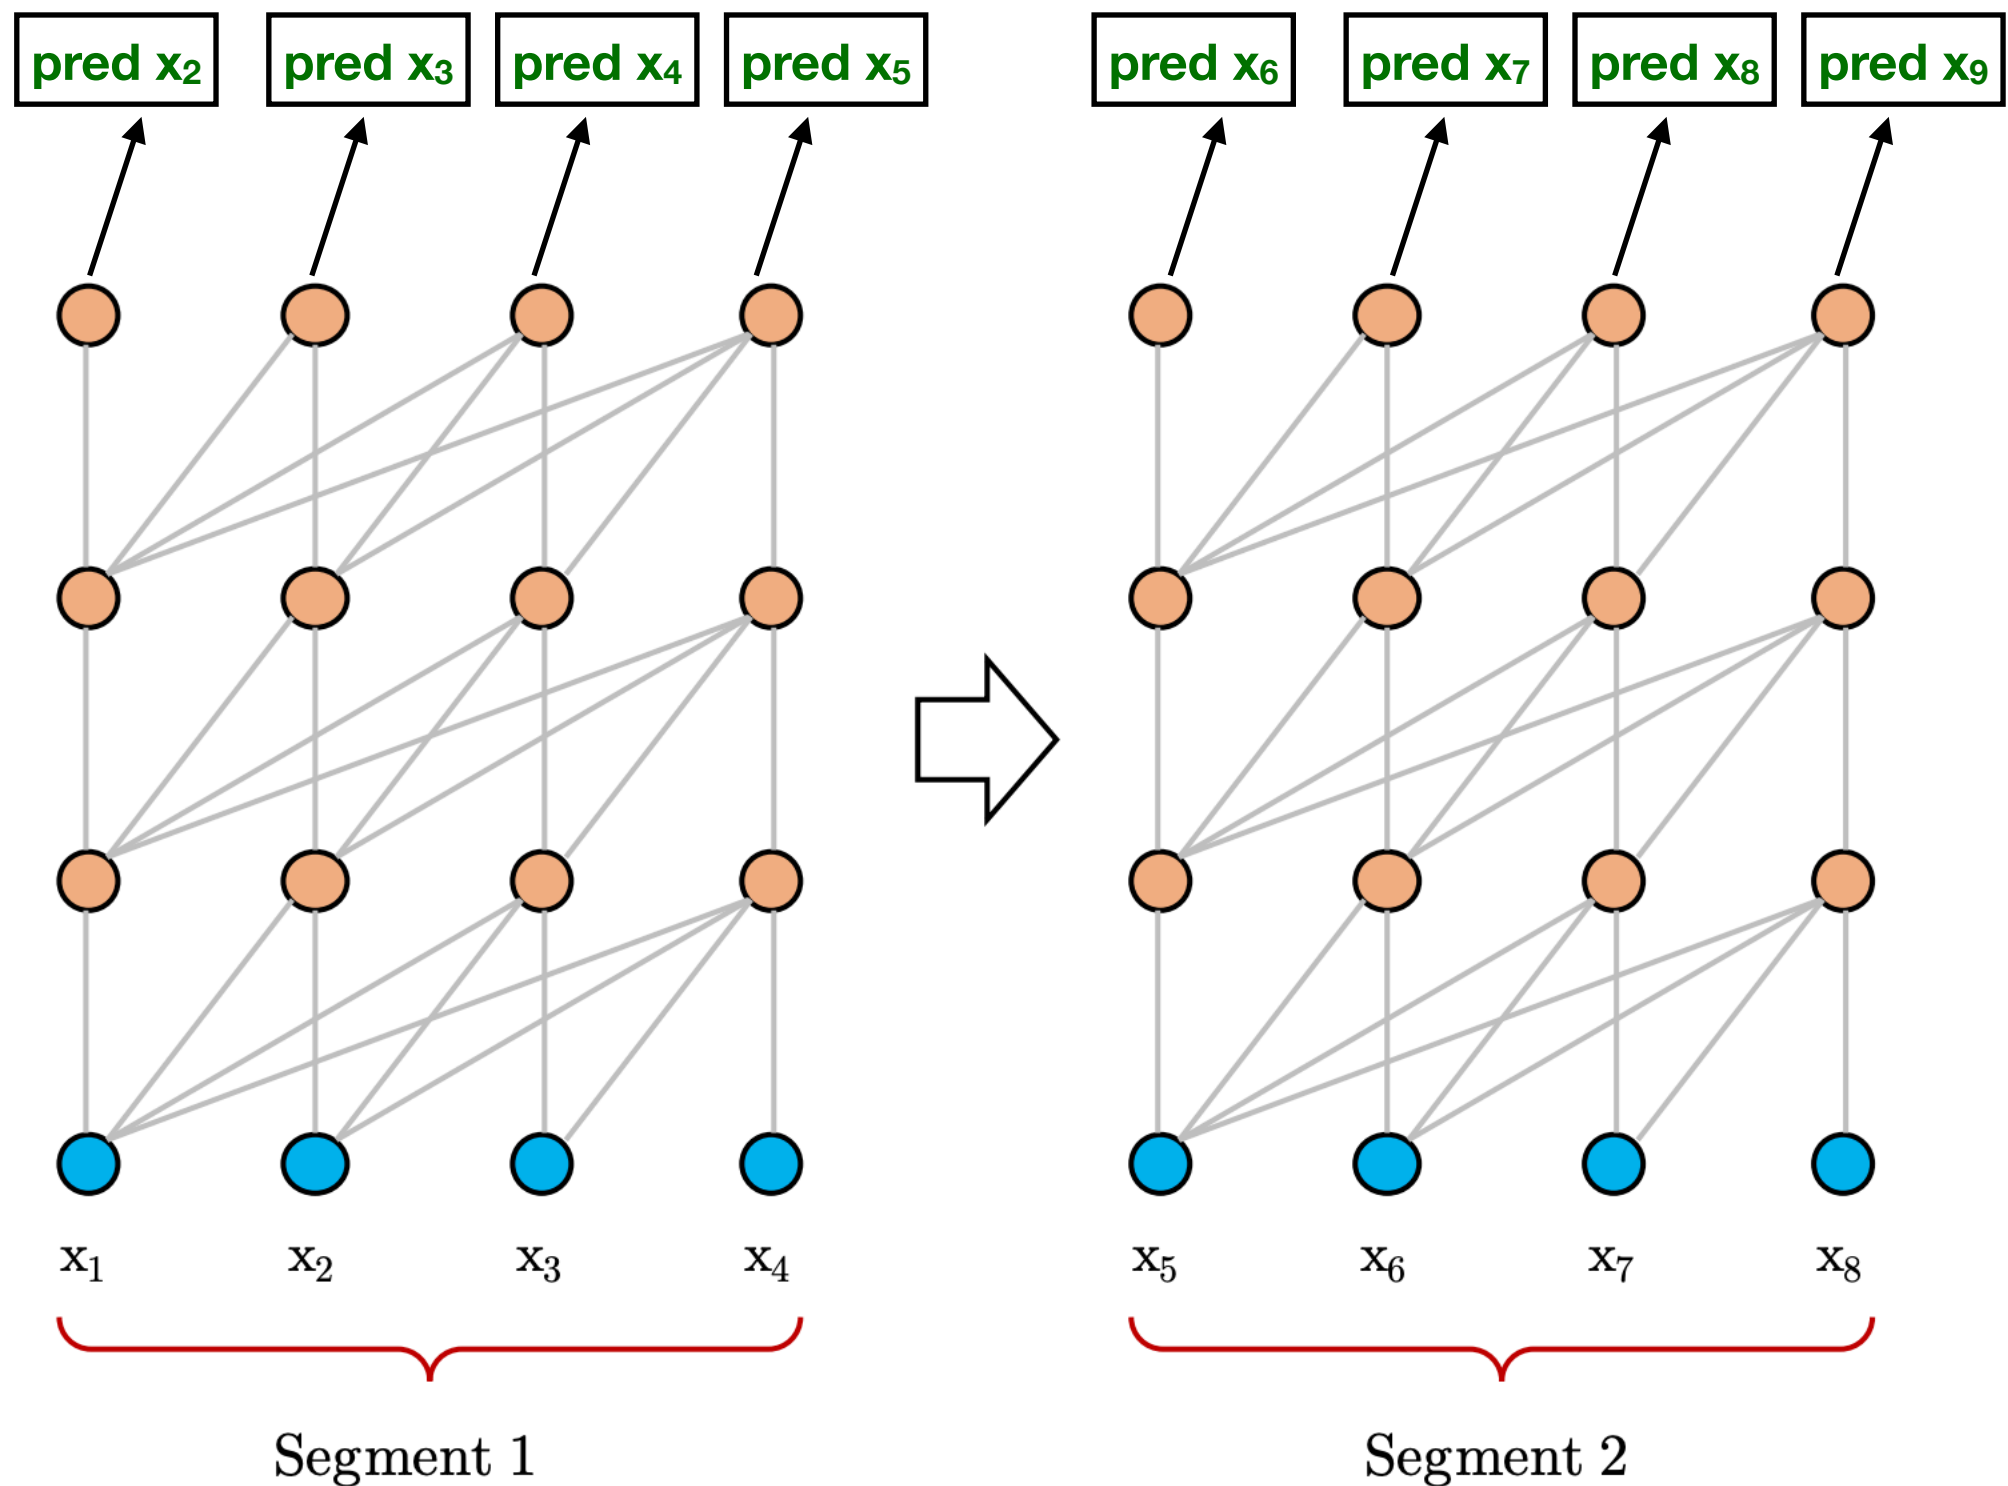 pred x₂ pred x₃ pred x₄ pred x₅ pred x₆ pred x₇ pred x₈ pred x₉
x₁ x₂ x₃ x₄ x₅ x₆ x₇ x₈
Segment 1 Segment 2